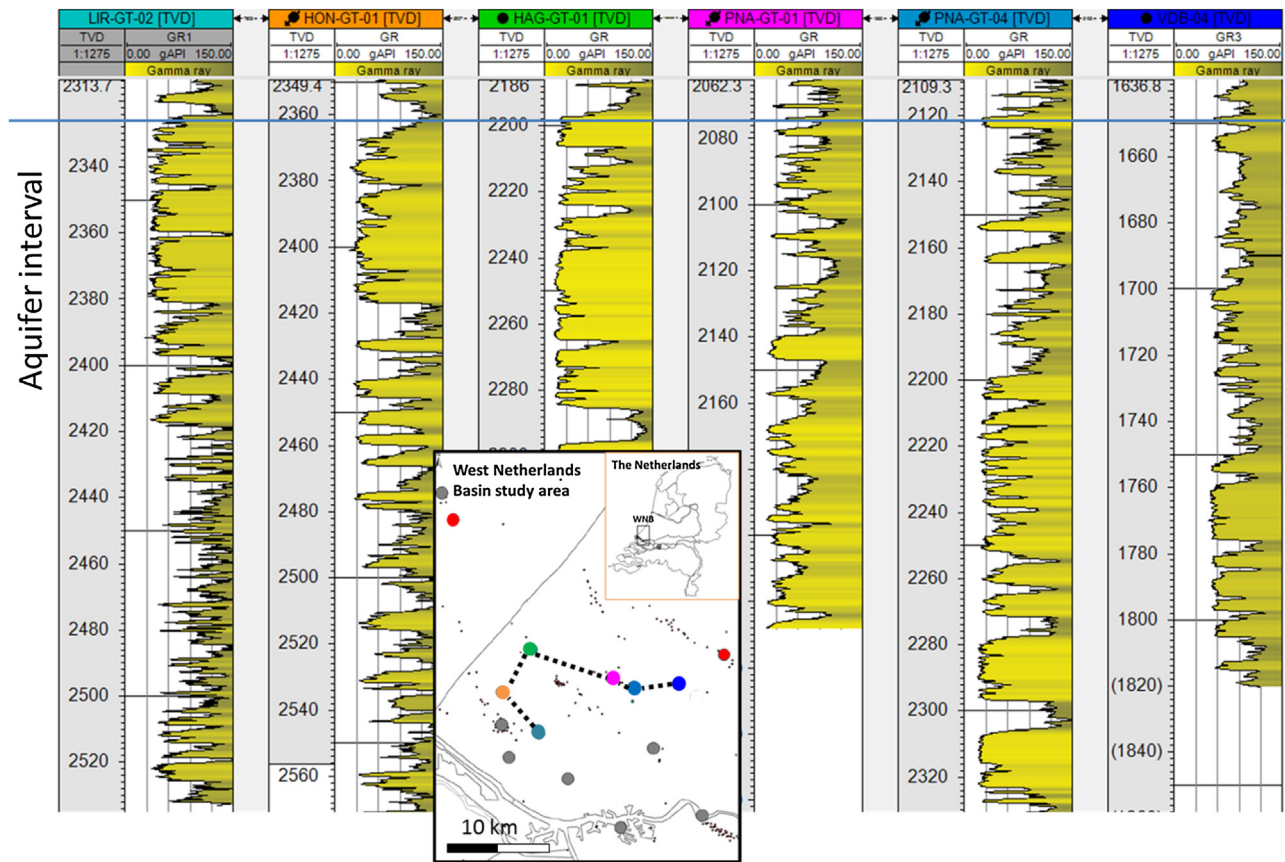 LIR-GT-02 [TVD]
HON-GT-01 [TVD]
HAG-GT-01 [TVD]
PNA-GT-01 [TVD]
PNA-GT-04 [TVD]
VDB-04 [TVD]
TVD GR1
1:1275 0.00 gAPI 150.00
Gamma ray
TVD GR
1:1275 0.00 gAPI 150.00
Gamma ray
TVD GR
1:1275 0.00 gAPI 150.00
Gamma ray
TVD GR
1:1275 0.00 gAPI 150.00
Gamma ray
TVD GR
1:1275 0.00 gAPI 150.00
Gamma ray
TVD GR3
1:1275 0.00 gAPI 150.00
Gamma ray
Aquifer interval
2313.7
2340
2360
2380
2400
2420
2440
2460
2480
2500
2520
2349.4
2360
2380
2400
2420
2440
2460
2480
2500
2520
2540
2560
2186
2200
2220
2240
2260
2280
2062.3
2080
2100
2120
2140
2160
2109.3
2120
2140
2160
2180
2200
2220
2240
2260
2280
2300
2320
1636.8
1660
1680
1700
1720
1740
1760
1780
1800
(1820)
(1840)
West Netherlands
Basin study area
The Netherlands
WNB
10 km